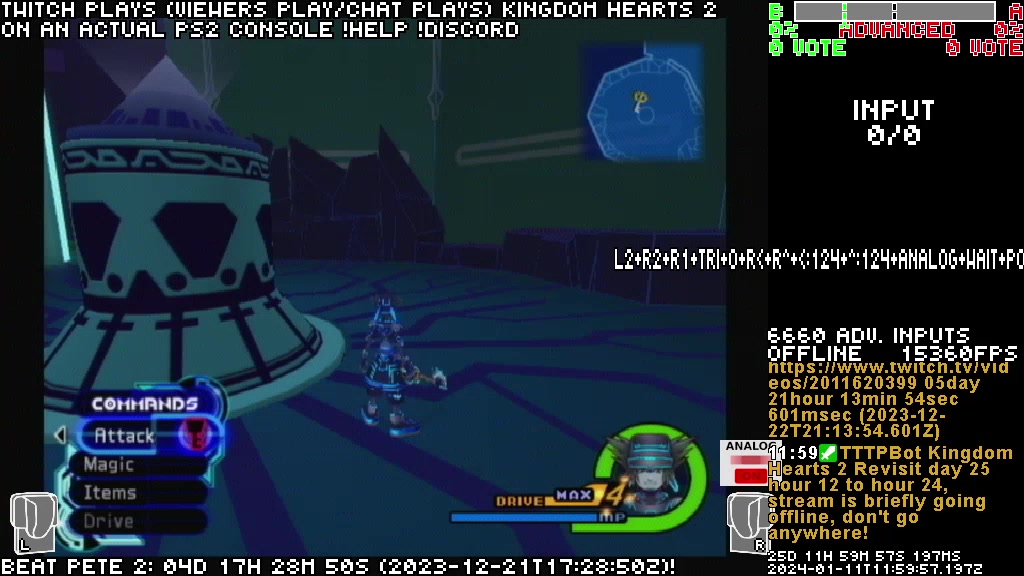 TWITCH PLAYS (VIEWERS PLAY/CHAT PLAYS) KINGDOM HEARTS 2
ON AN ACTUAL PS2 CONSOLE !HELP !DISCORD
B A
0% ADVANCED 0%
0 VOTE 0 VOTE
INPUT
0/0
L2+R2+R1+TRI+O+R<+R^+<:124+^:124+ANALOG+WAIT+PO
6660 ADV. INPUTS
OFFLINE 15360FPS
https://www.twitch.tv/vid
eos/2011620399 05day
21hour 13min 54sec
601msec (2023-12-
22T21:13:54.601Z)
11:59 TTTPBot Kingdom
Hearts 2 Revisit day 25
hour 12 to hour 24,
stream is briefly going
offline, don't go
anywhere!
25D 11H 59M 57S 197MS
2024-01-11T11:59:57.197Z
COMMANDS
Attack
Magic
Items
Drive
DRIVE MAX 4
MP
ANALOG
L
R
BEAT PETE 2: 04D 17H 28M 50S (2023-12-21T17:28:50Z)!